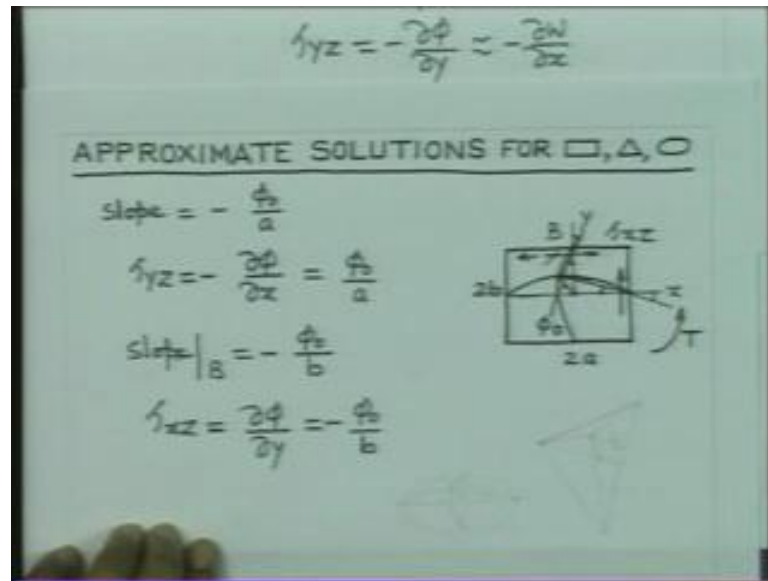 τyz = - ∂φ/∂y ≈ - ∂w/∂x
APPROXIMATE SOLUTIONS FOR □, △, ○
slope = - φ₀/a
τyz = - ∂φ/∂x = φ₀/a
slope|B = - φ₀/b
τxz = ∂φ/∂y = - φ₀/b
B y τxz
2b x
φ₀ T
2a